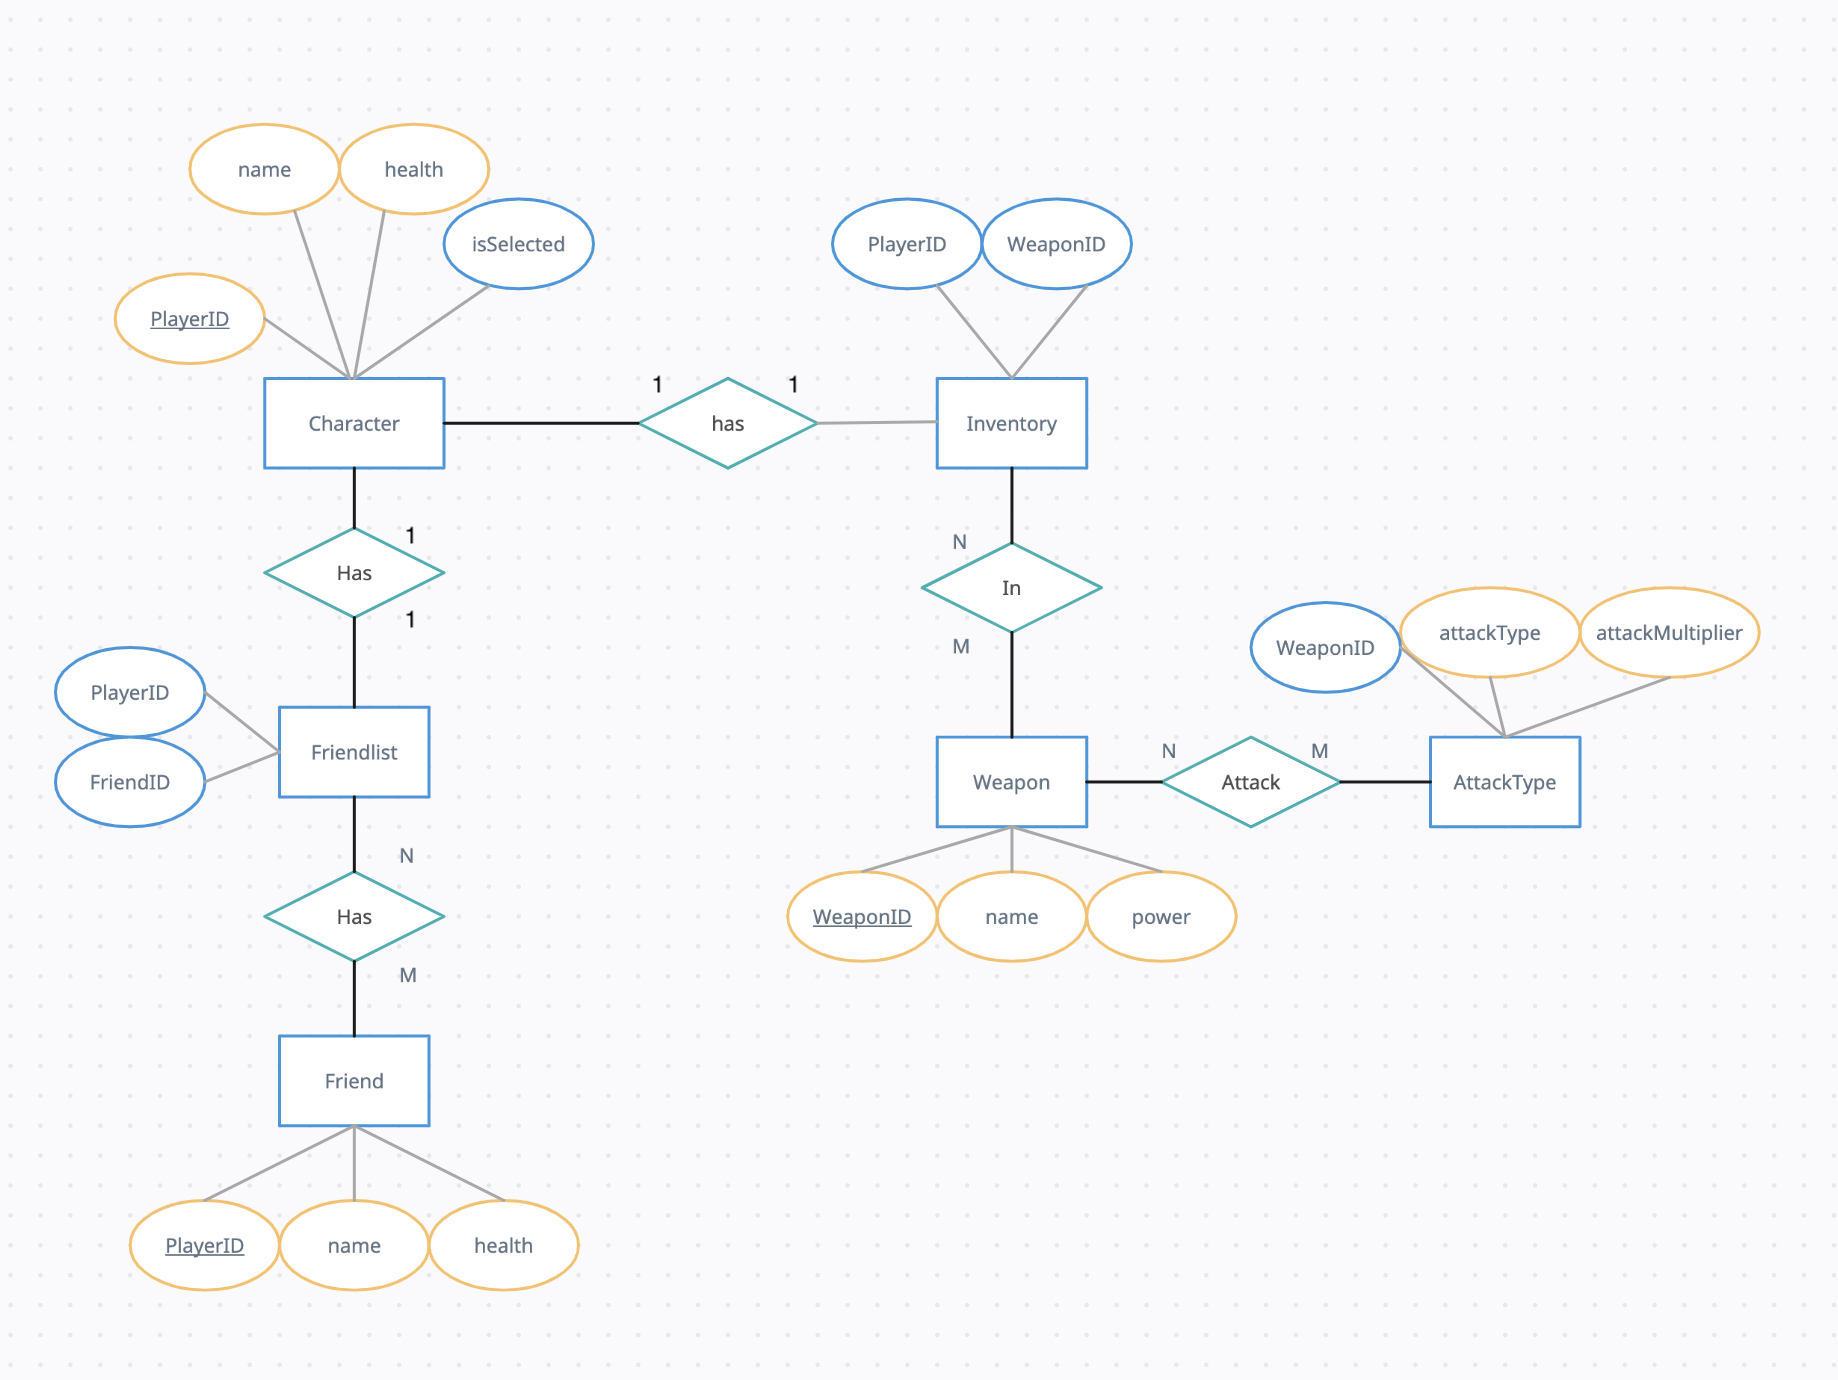 name
health
isSelected
PlayerID
WeaponID
PlayerID
1
1
Character
has
Inventory
1
Has
1
N
In
M
WeaponID
attackType
attackMultiplier
PlayerID
FriendID
Friendlist
Weapon
N
Attack
M
AttackType
N
Has
M
WeaponID
name
power
Friend
PlayerID
name
health